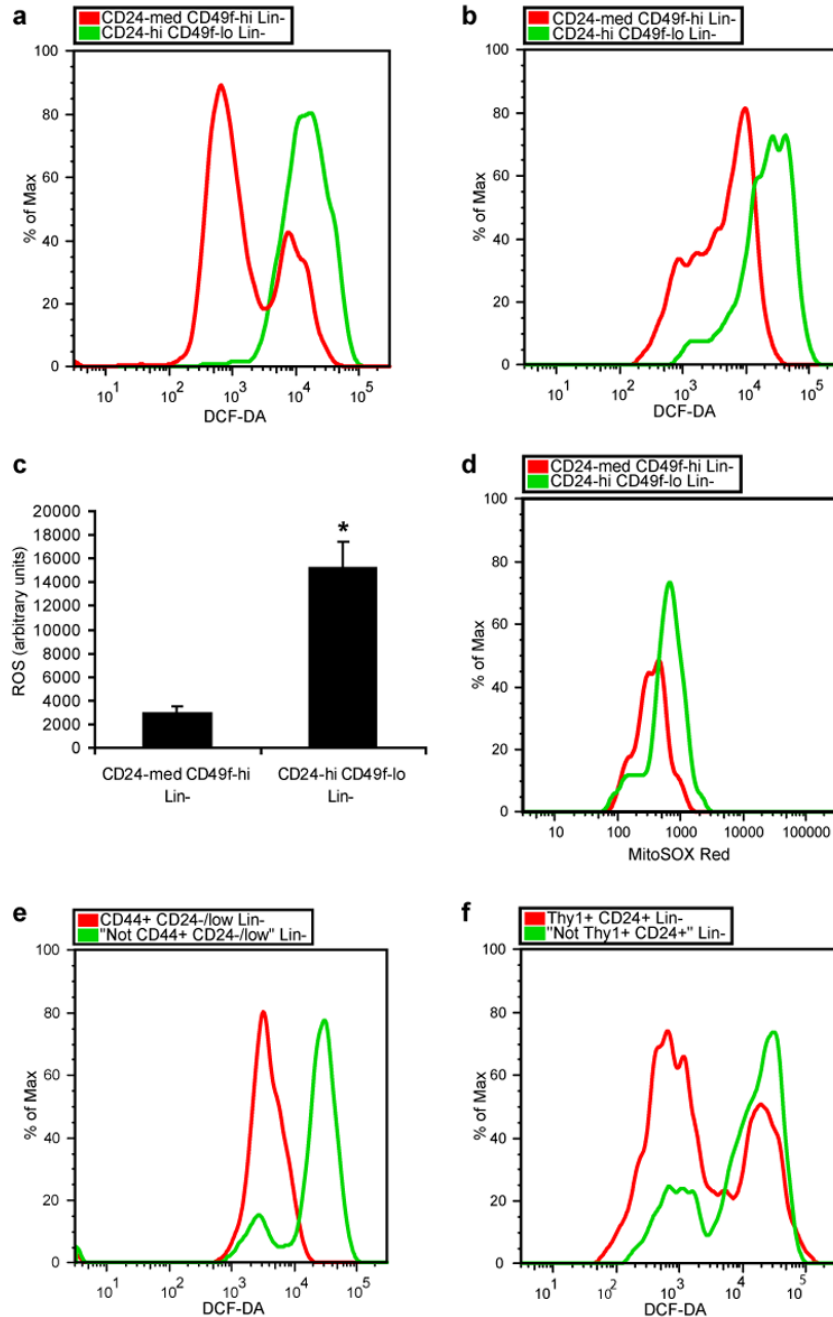 a
CD24-med CD49f-hi Lin-
CD24-hi CD49f-lo Lin-
100
80
60
40
20
0
% of Max
10^1 10^2 10^3 10^4 10^5
DCF-DA
b
CD24-med CD49f-hi Lin-
CD24-hi CD49f-lo Lin-
100
80
60
40
20
0
% of Max
10^1 10^2 10^3 10^4 10^5
DCF-DA
c
20000
18000
16000
14000
12000
10000
8000
6000
4000
2000
0
ROS (arbitrary units)
*
CD24-med CD49f-hi
Lin-
CD24-hi CD49f-lo
Lin-
d
CD24-med CD49f-hi Lin-
CD24-hi CD49f-lo Lin-
100
80
60
40
20
0
% of Max
10 100 1000 10000 100000
MitoSOX Red
e
CD44+ CD24-/low Lin-
"Not CD44+ CD24-/low" Lin-
100
80
60
40
20
0
% of Max
10^1 10^2 10^3 10^4 10^5
DCF-DA
f
Thy1+ CD24+ Lin-
"Not Thy1+ CD24+" Lin-
100
80
60
40
20
0
% of Max
10^1 10^2 10^3 10^4 10^5
DCF-DA